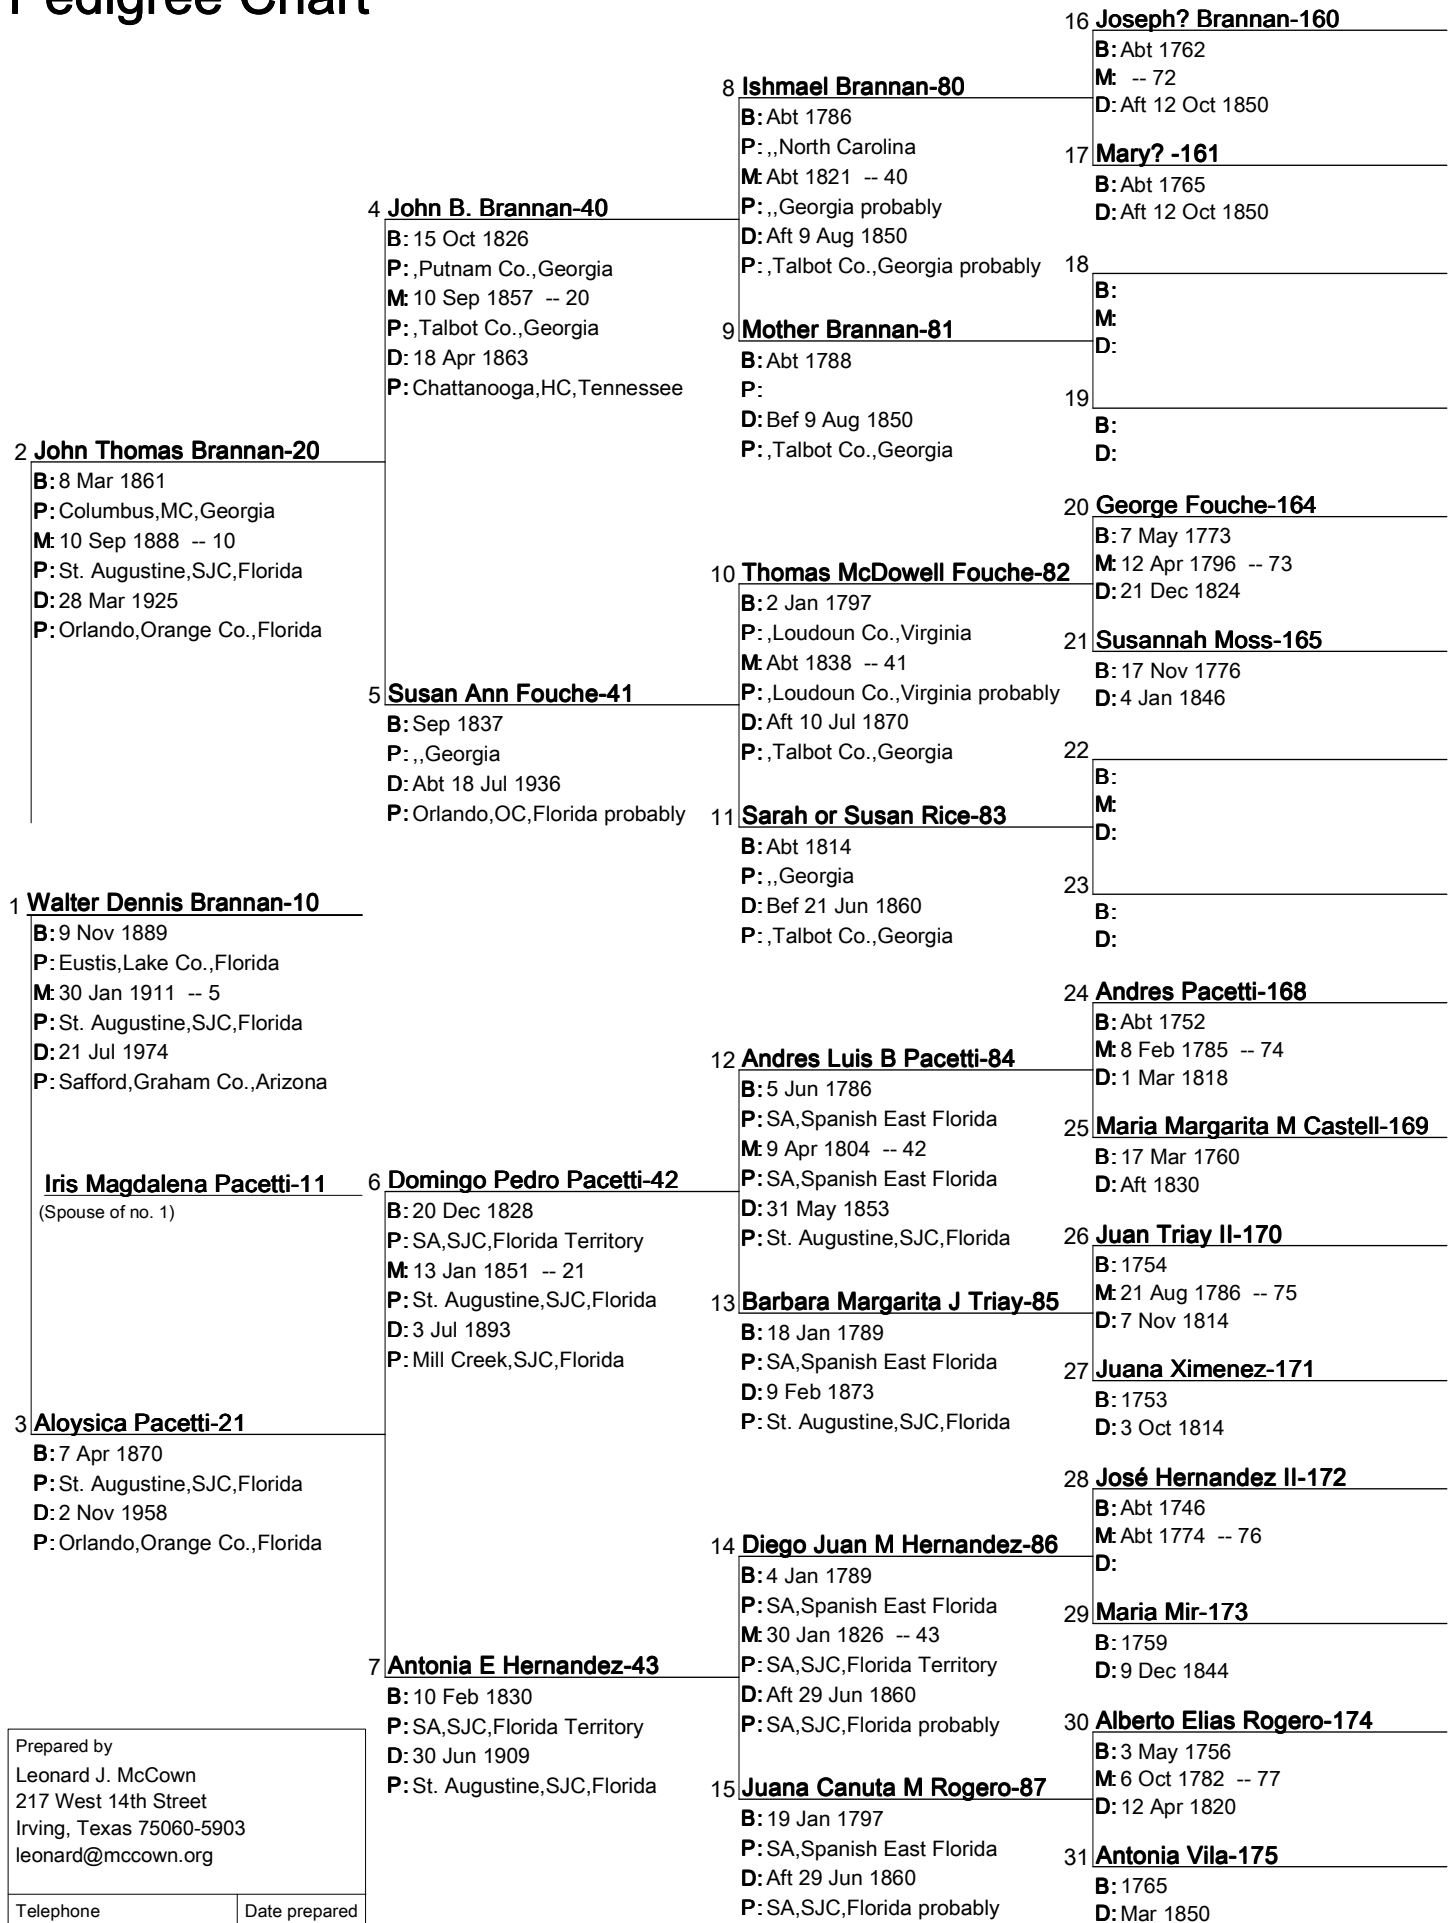 Pedigree Chart
2 John Thomas Brannan-20
B: 8 Mar 1861
P: Columbus,MC,Georgia
M: 10 Sep 1888 -- 10
P: St. Augustine,SJC,Florida
D: 28 Mar 1925
P: Orlando,Orange Co.,Florida
1 Walter Dennis Brannan-10
B: 9 Nov 1889
P: Eustis,Lake Co.,Florida
M: 30 Jan 1911 -- 5
P: St. Augustine,SJC,Florida
D: 21 Jul 1974
P: Safford,Graham Co.,Arizona
Iris Magdalena Pacetti-11
(Spouse of no. 1)
3 Aloysica Pacetti-21
B: 7 Apr 1870
P: St. Augustine,SJC,Florida
D: 2 Nov 1958
P: Orlando,Orange Co.,Florida
Prepared by
Leonard J. McCown
217 West 14th Street
Irving, Texas 75060-5903
leonard@mccown.org
Telephone
Date prepared
4 John B. Brannan-40
B: 15 Oct 1826
P: ,Putnam Co.,Georgia
M: 10 Sep 1857 -- 20
P: ,Talbot Co.,Georgia
D: 18 Apr 1863
P: Chattanooga,HC,Tennessee
5 Susan Ann Fouche-41
B: Sep 1837
P: ,,Georgia
D: Abt 18 Jul 1936
P: Orlando,OC,Florida probably
6 Domingo Pedro Pacetti-42
B: 20 Dec 1828
P: SA,SJC,Florida Territory
M: 13 Jan 1851 -- 21
P: St. Augustine,SJC,Florida
D: 3 Jul 1893
P: Mill Creek,SJC,Florida
7 Antonia E Hernandez-43
B: 10 Feb 1830
P: SA,SJC,Florida Territory
D: 30 Jun 1909
P: St. Augustine,SJC,Florida
8 Ishmael Brannan-80
B: Abt 1786
P: ,,North Carolina
M: Abt 1821 -- 40
P: ,,Georgia probably
D: Aft 9 Aug 1850
P: ,Talbot Co.,Georgia probably
9 Mother Brannan-81
B: Abt 1788
P:
D: Bef 9 Aug 1850
P: ,Talbot Co.,Georgia
10 Thomas McDowell Fouche-82
B: 2 Jan 1797
P: ,Loudoun Co.,Virginia
M: Abt 1838 -- 41
P: ,Loudoun Co.,Virginia probably
D: Aft 10 Jul 1870
P: ,Talbot Co.,Georgia
11 Sarah or Susan Rice-83
B: Abt 1814
P: ,,Georgia
D: Bef 21 Jun 1860
P: ,Talbot Co.,Georgia
12 Andres Luis B Pacetti-84
B: 5 Jun 1786
P: SA,Spanish East Florida
M: 9 Apr 1804 -- 42
P: SA,Spanish East Florida
D: 31 May 1853
P: St. Augustine,SJC,Florida
13 Barbara Margarita J Triay-85
B: 18 Jan 1789
P: SA,Spanish East Florida
D: 9 Feb 1873
P: St. Augustine,SJC,Florida
14 Diego Juan M Hernandez-86
B: 4 Jan 1789
P: SA,Spanish East Florida
M: 30 Jan 1826 -- 43
P: SA,SJC,Florida Territory
D: Aft 29 Jun 1860
P: SA,SJC,Florida probably
15 Juana Canuta M Rogero-87
B: 19 Jan 1797
P: SA,Spanish East Florida
D: Aft 29 Jun 1860
P: SA,SJC,Florida probably
16 Joseph? Brannan-160
B: Abt 1762
M: -- 72
D: Aft 12 Oct 1850
17 Mary? -161
B: Abt 1765
D: Aft 12 Oct 1850
18
B:
M:
D:
19
B:
D:
20 George Fouche-164
B: 7 May 1773
M: 12 Apr 1796 -- 73
D: 21 Dec 1824
21 Susannah Moss-165
B: 17 Nov 1776
D: 4 Jan 1846
22
B:
M:
D:
23
B:
D:
24 Andres Pacetti-168
B: Abt 1752
M: 8 Feb 1785 -- 74
D: 1 Mar 1818
25 Maria Margarita M Castell-169
B: 17 Mar 1760
D: Aft 1830
26 Juan Triay II-170
B: 1754
M: 21 Aug 1786 -- 75
D: 7 Nov 1814
27 Juana Ximenez-171
B: 1753
D: 3 Oct 1814
28 José Hernandez II-172
B: Abt 1746
M: Abt 1774 -- 76
D:
29 Maria Mir-173
B: 1759
D: 9 Dec 1844
30 Alberto Elias Rogero-174
B: 3 May 1756
M: 6 Oct 1782 -- 77
D: 12 Apr 1820
31 Antonia Vila-175
B: 1765
D: Mar 1850